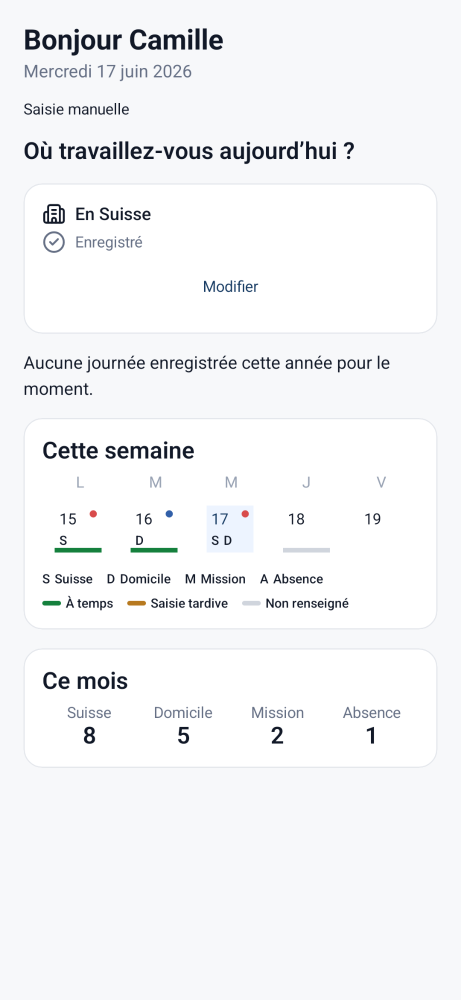 Bonjour Camille
Mercredi 17 juin 2026
Saisie manuelle
Où travaillez-vous aujourd’hui ?
En Suisse
Enregistré
Modifier
Aucune journée enregistrée cette année pour le
moment.
Cette semaine
L M M J V
15 16 17 18 19
S D S D
S Suisse D Domicile M Mission A Absence
À temps Saisie tardive Non renseigné
Ce mois
Suisse Domicile Mission Absence
8 5 2 1